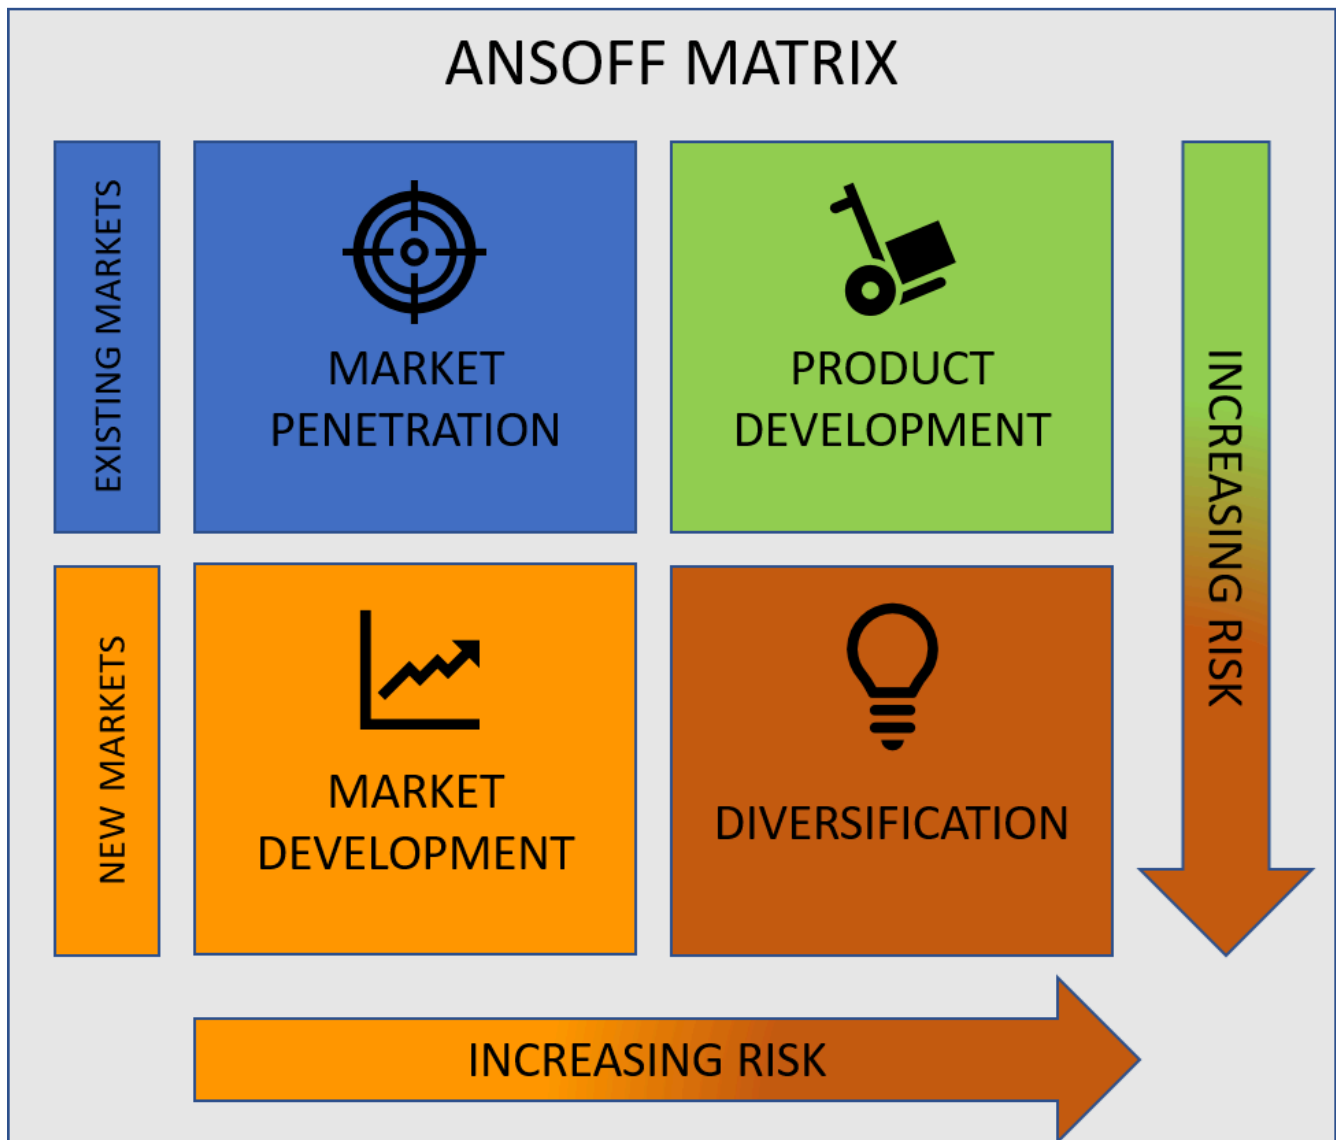 ANSOFF MATRIX
EXISTING MARKETS
MARKET
PENETRATION
PRODUCT
DEVELOPMENT
INCREASING RISK
NEW MARKETS
MARKET
DEVELOPMENT
DIVERSIFICATION
INCREASING RISK